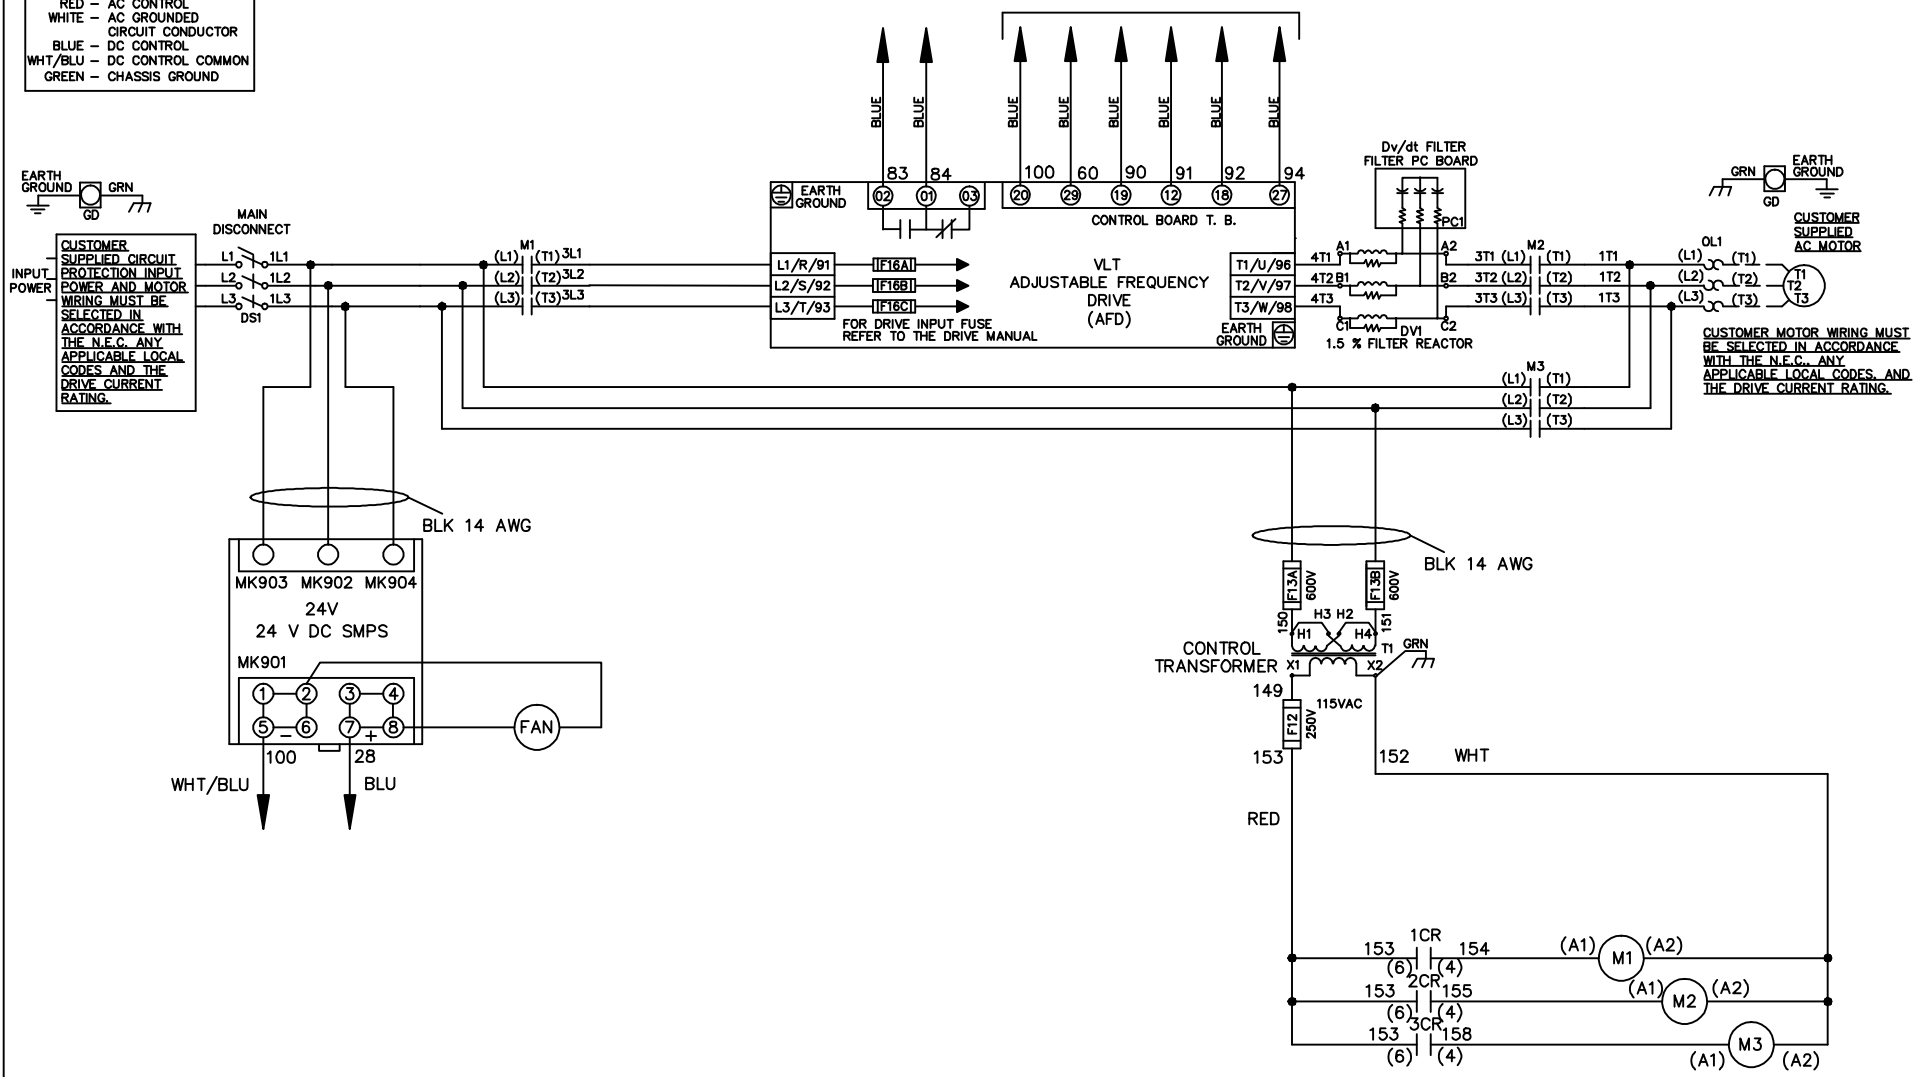 RED – AC CONTROL
WHITE – AC GROUNDED
CIRCUIT CONDUCTOR
BLUE – DC CONTROL
WHT/BLU – DC CONTROL COMMON
GREEN – CHASSIS GROUND
BLUE
BLUE
BLUE
BLUE
BLUE
BLUE
BLUE
BLUE
EARTH
GROUND
GRN
GD
INPUT
POWER
CUSTOMER
SUPPLIED CIRCUIT
PROTECTION INPUT
POWER AND MOTOR
WIRING MUST BE
SELECTED IN
ACCORDANCE WITH
THE N.E.C. ANY
APPLICABLE LOCAL
CODES AND THE
DRIVE CURRENT
RATING.
MAIN
DISCONNECT
L1 1L1
L2 1L2
L3 1L3
DS1
M1
(L1) (T1) 3L1
(L2) (T2) 3L2
(L3) (T3) 3L3
83 84
100 60 90 91 92 94
EARTH
GROUND
02 01 03
20 29 19 12 18 27
CONTROL BOARD T. B.
L1/R/91
L2/S/92
L3/T/93
F16A
F16B
F16C
FOR DRIVE INPUT FUSE
REFER TO THE DRIVE MANUAL
VLT
ADJUSTABLE FREQUENCY
DRIVE
(AFD)
T1/U/96
T2/V/97
T3/W/98
EARTH
GROUND
Dv/dt FILTER
FILTER PC BOARD
PC1
4T1 A1 A2
4T2 B1 B2
4T3
C1 C2
DV1
1.5 % FILTER REACTOR
M2
3T1 (L1) (T1) 1T1
3T2 (L2) (T2) 1T2
3T3 (L3) (T3) 1T3
OL1
(L1) (T1)
(L2) (T2)
(L3) (T3)
T1
T2
T3
GRN
EARTH
GROUND
GD
CUSTOMER
SUPPLIED
AC MOTOR
CUSTOMER MOTOR WIRING MUST
BE SELECTED IN ACCORDANCE
WITH THE N.E.C., ANY
APPLICABLE LOCAL CODES, AND
THE DRIVE CURRENT RATING.
M3
(L1) (T1)
(L2) (T2)
(L3) (T3)
BLK 14 AWG
MK903 MK902 MK904
24V
24 V DC SMPS
MK901
1 2 3 4
5 – 6 7 + 8
FAN
100 28
WHT/BLU BLU
BLK 14 AWG
F13A
600V
F13B
600V
150
151
H3 H2
H1 H4
T1
GRN
CONTROL
TRANSFORMER
X1 X2
149
115VAC
F12
250V
153
152 WHT
RED
1CR
153 154
(6) (4)
(A1) M1 (A2)
2CR
153 155
(6) (4)
(A1) M2 (A2)
3CR
153 158
(6) (4)
(A1) M3 (A2)